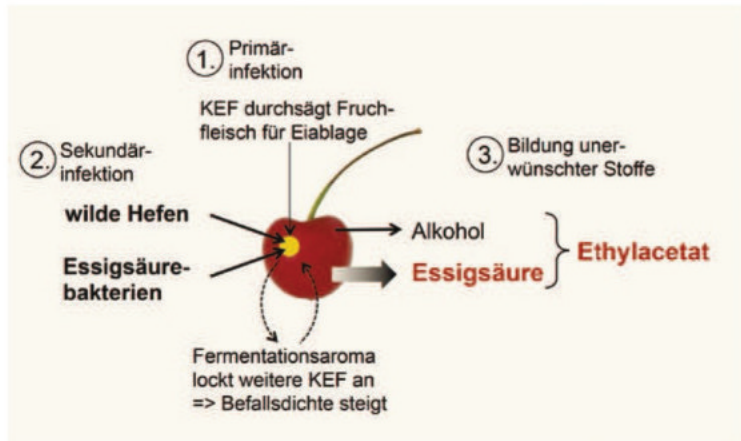 1. Primär-
infektion
KEF durchsägt Fruch-
fleisch für Eiablage
2. Sekundär-
infektion
wilde Hefen
Essigsäure-
bakterien
3. Bildung uner-
wünschter Stoffe
Alkohol
Essigsäure
Ethylacetat
Fermentationsaroma
lockt weitere KEF an
=> Befallsdichte steigt